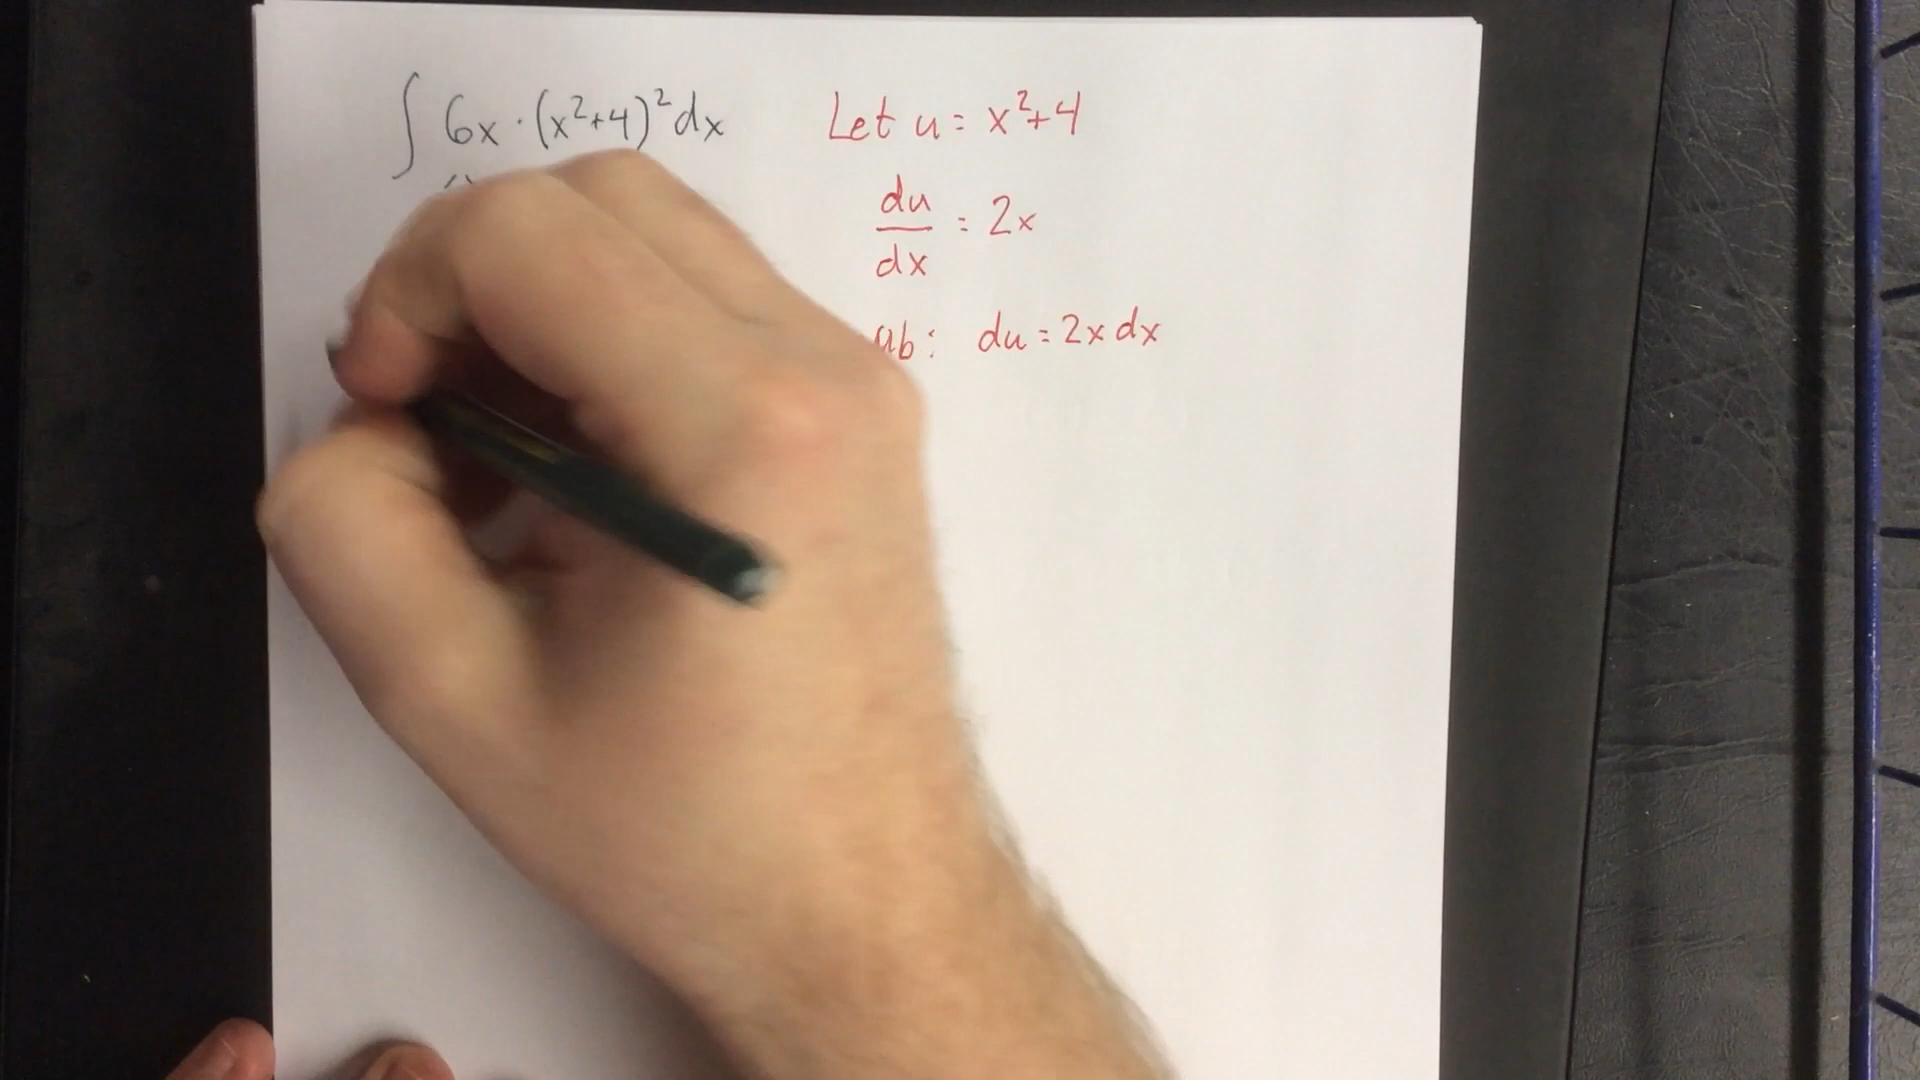 ∫ 6x · (x²+4)² dx
Let u = x²+4
du/dx = 2x
du = 2x dx